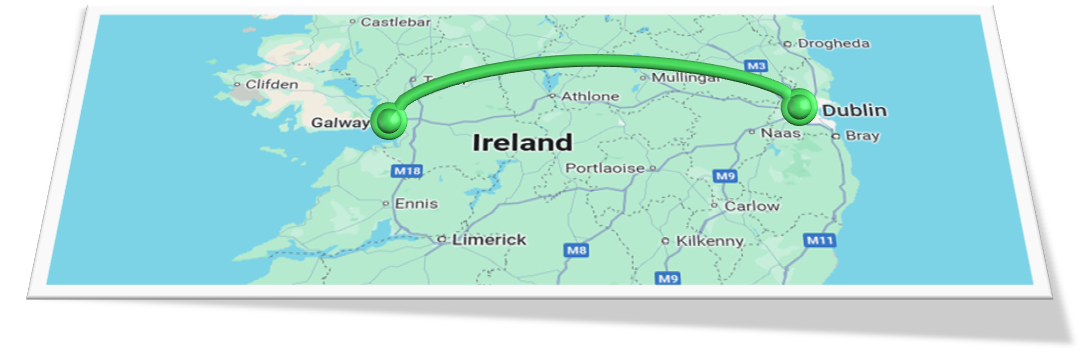 Castlebar
Drogheda
M3
Mullingar
Clifden
Athlone
Dublin
Galway
Naas
Bray
Ireland
Portlaoise
M18
M9
Ennis
Carlow
Limerick
Kilkenny
M11
M8
M9